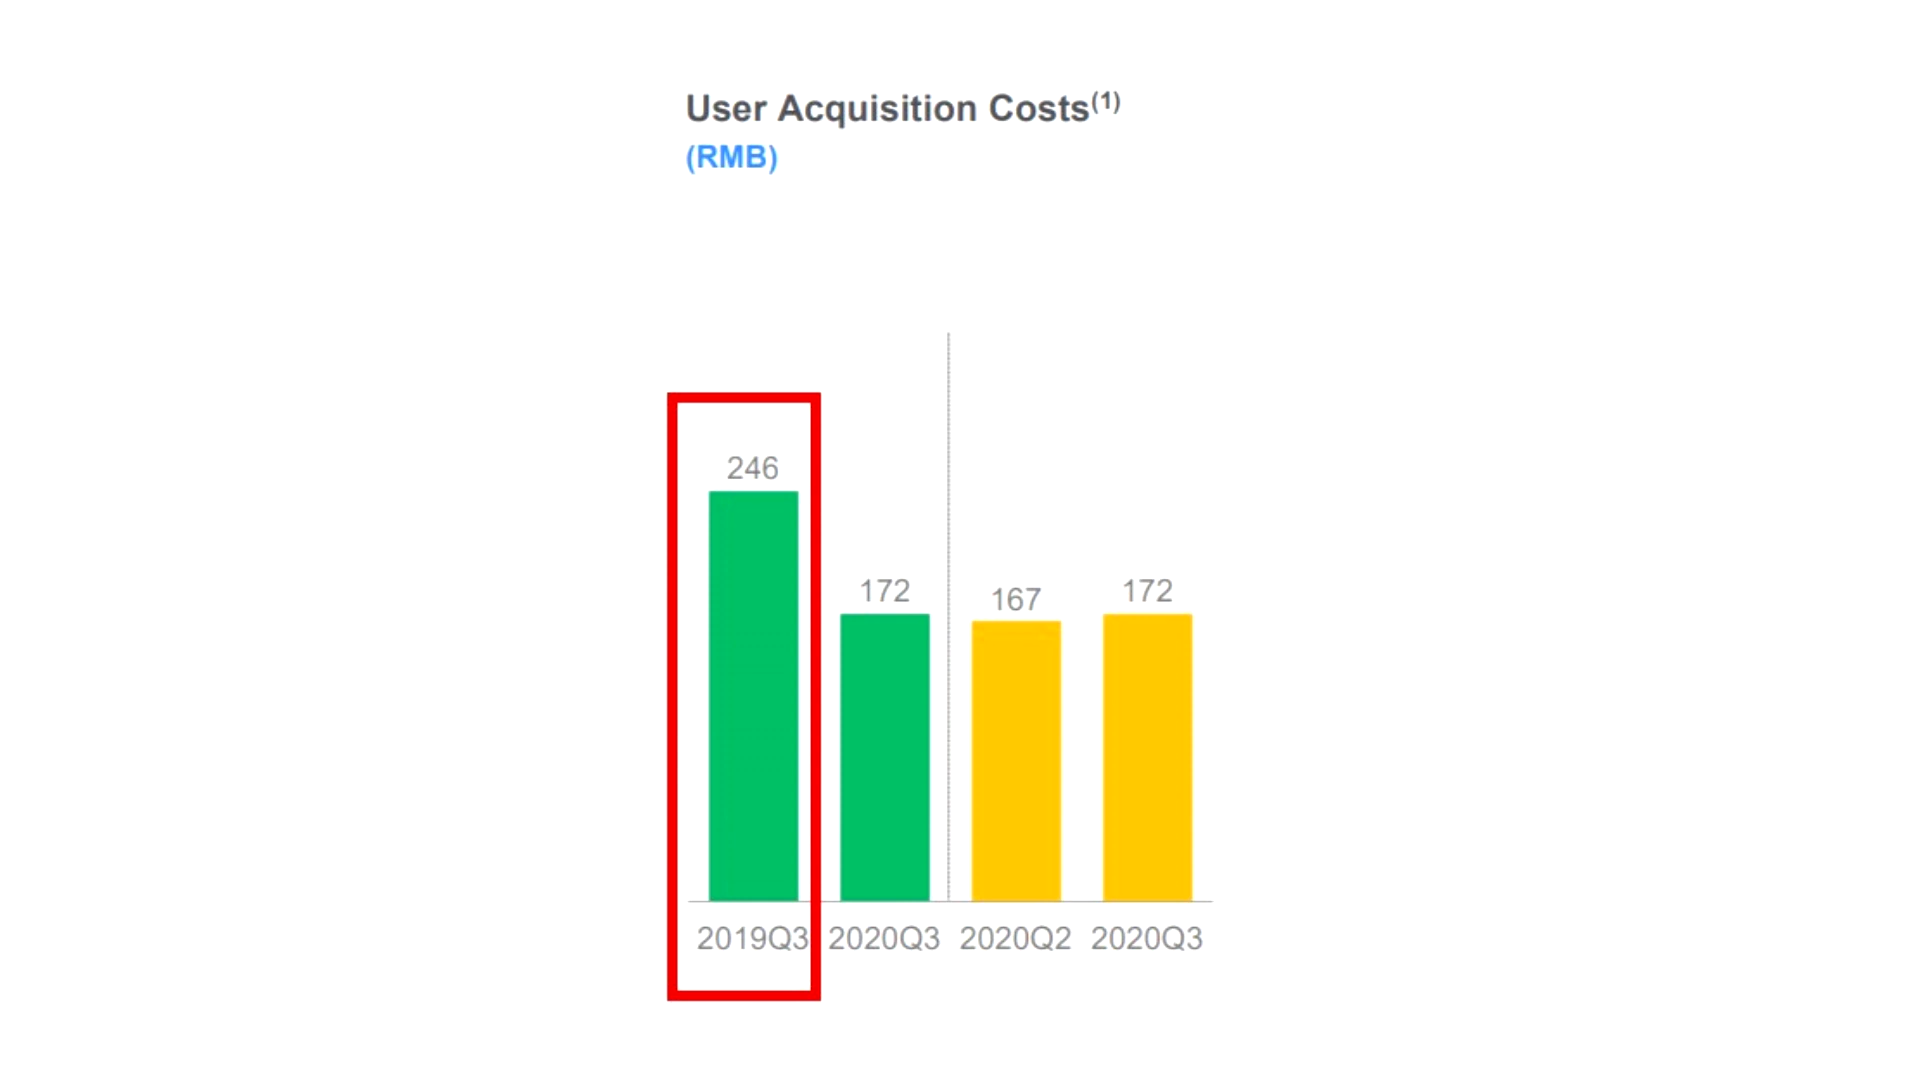 User Acquisition Costs(1)
(RMB)
246
172
167
172
2019Q3
2020Q3
2020Q2
2020Q3